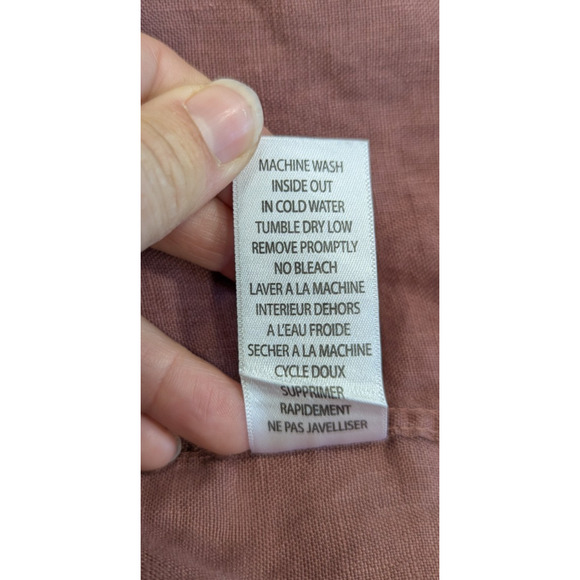 MACHINE WASH
INSIDE OUT
IN COLD WATER
TUMBLE DRY LOW
REMOVE PROMPTLY
NO BLEACH
LAVER A LA MACHINE
INTERIEUR DEHORS
A L'EAU FROIDE
SECHER A LA MACHINE
CYCLE DOUX
SUPPRIMER
RAPIDEMENT
NE PAS JAVELLISER